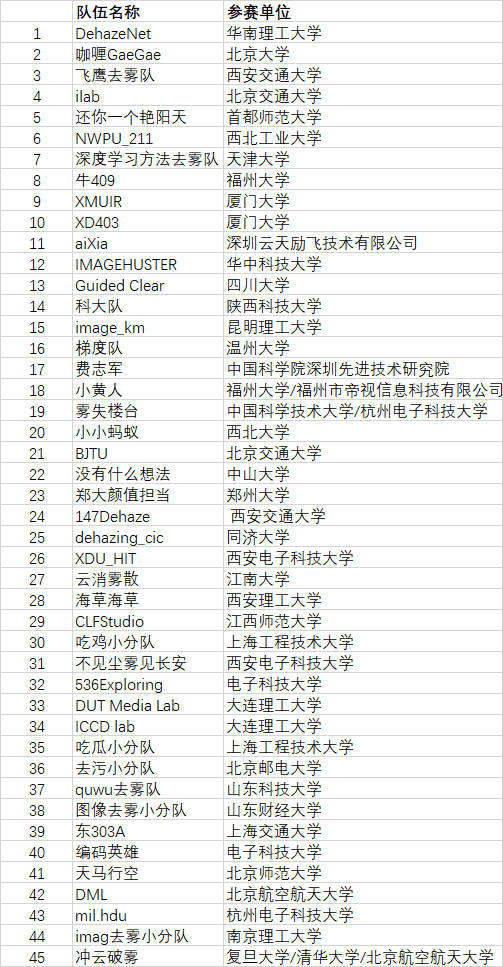 队伍名称 参赛单位
1 DehazeNet 华南理工大学
2 咖喱GaeGae 北京大学
3 飞鹰去雾队 西安交通大学
4 ilab 北京交通大学
5 还你一个艳阳天 首都师范大学
6 NWPU_211 西北工业大学
7 深度学习方法去雾队 天津大学
8 牛409 福州大学
9 XMUIR 厦门大学
10 XD403 厦门大学
11 aiXia 深圳云天励飞技术有限公司
12 IMAGEHUSTER 华中科技大学
13 Guided Clear 四川大学
14 科大队 陕西科技大学
15 image_km 昆明理工大学
16 梯度队 温州大学
17 费志军 中国科学院深圳先进技术研究院
18 小黄人 福州大学/福州市帝视信息科技有限公司
19 雾失楼台 中国科学技术大学/杭州电子科技大学
20 小小蚂蚁 西北大学
21 BJTU 北京交通大学
22 没有什么想法 中山大学
23 郑大颜值担当 郑州大学
24 147Dehaze 西安交通大学
25 dehazing_cic 同济大学
26 XDU_HIT 西安电子科技大学
27 云消雾散 江南大学
28 海草海草 西安理工大学
29 CLFStudio 江西师范大学
30 吃鸡小分队 上海工程技术大学
31 不见尘雾见长安 西安电子科技大学
32 536Exploring 电子科技大学
33 DUT Media Lab 大连理工大学
34 ICCD lab 大连理工大学
35 吃瓜小分队 上海工程技术大学
36 去污小分队 北京邮电大学
37 quwu去雾队 山东科技大学
38 图像去雾小分队 山东财经大学
39 东303A 上海交通大学
40 编码英雄 电子科技大学
41 天马行空 北京师范大学
42 DML 北京航空航天大学
43 mil.hdu 杭州电子科技大学
44 imag去雾小分队 南京理工大学
45 冲云破雾 复旦大学/清华大学/北京航空航天大学